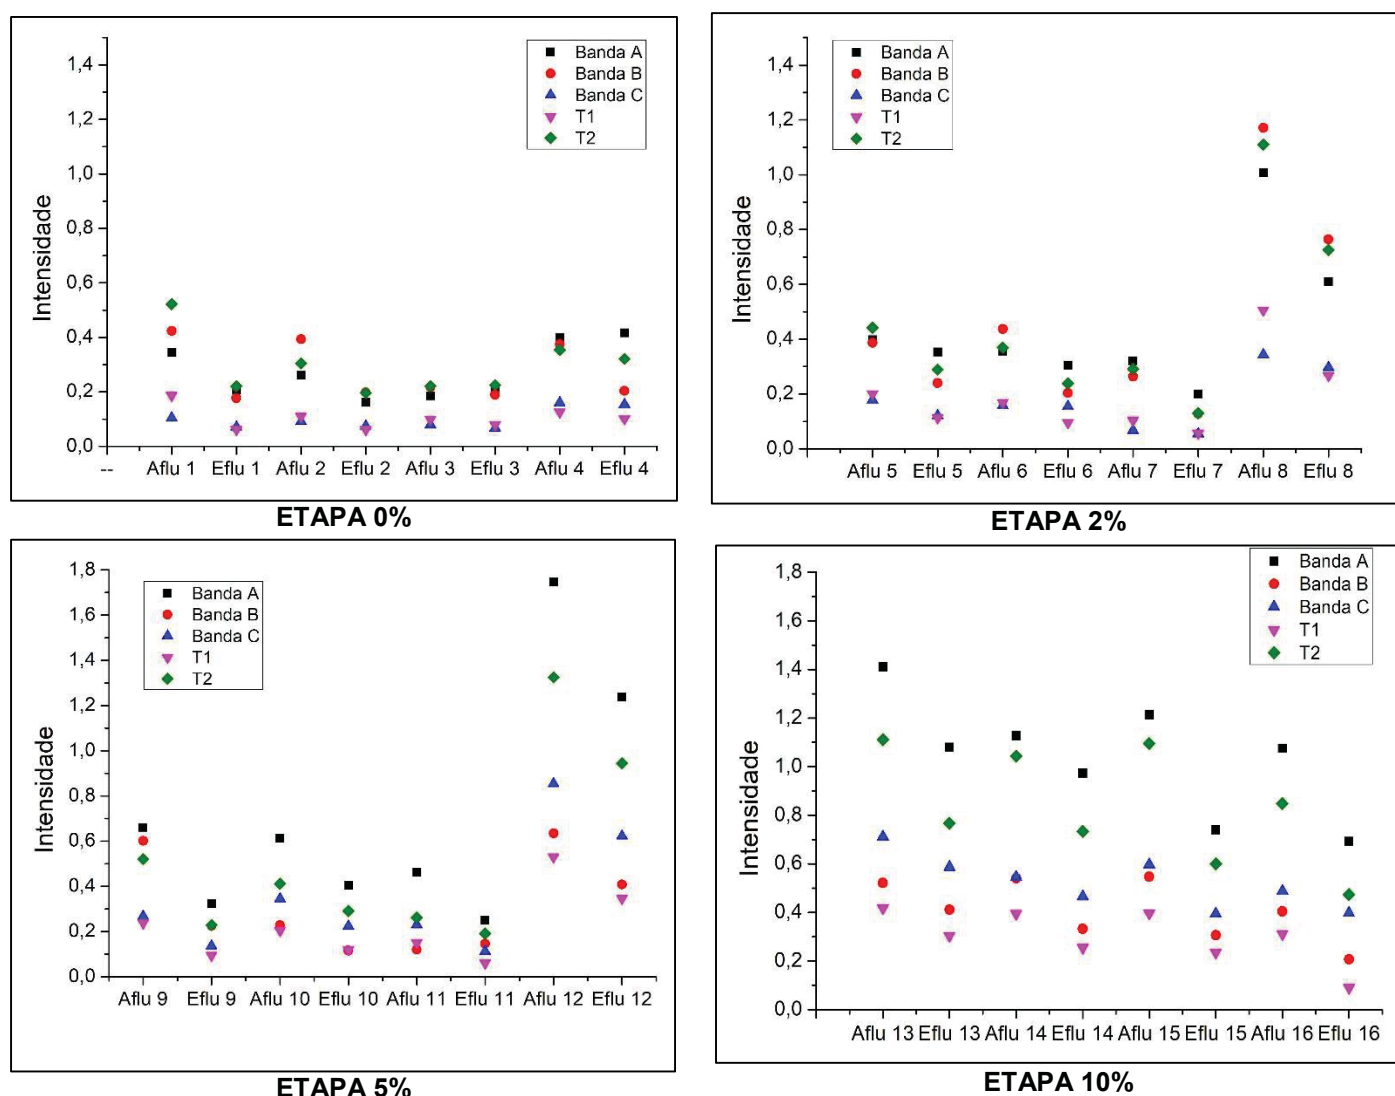 1,4
1,2
1,0
0,8
0,6
0,4
0,2
0,0
Intensidade
Banda A
Banda B
Banda C
T1
T2
-- Aflu 1 Eflu 1 Aflu 2 Eflu 2 Aflu 3 Eflu 3 Aflu 4 Eflu 4
ETAPA 0%
1,4
1,2
1,0
0,8
0,6
0,4
0,2
0,0
Intensidade
Banda A
Banda B
Banda C
T1
T2
Aflu 5 Eflu 5 Aflu 6 Eflu 6 Aflu 7 Eflu 7 Aflu 8 Eflu 8
ETAPA 2%
1,8
1,6
1,4
1,2
1,0
0,8
0,6
0,4
0,2
0,0
Intensidade
Banda A
Banda B
Banda C
T1
T2
Aflu 9 Eflu 9 Aflu 10 Eflu 10 Aflu 11 Eflu 11 Aflu 12 Eflu 12
ETAPA 5%
1,8
1,6
1,4
1,2
1,0
0,8
0,6
0,4
0,2
0,0
Intensidade
Banda A
Banda B
Banda C
T1
T2
Aflu 13 Eflu 13 Aflu 14 Eflu 14 Aflu 15 Eflu 15 Aflu 16 Eflu 16
ETAPA 10%